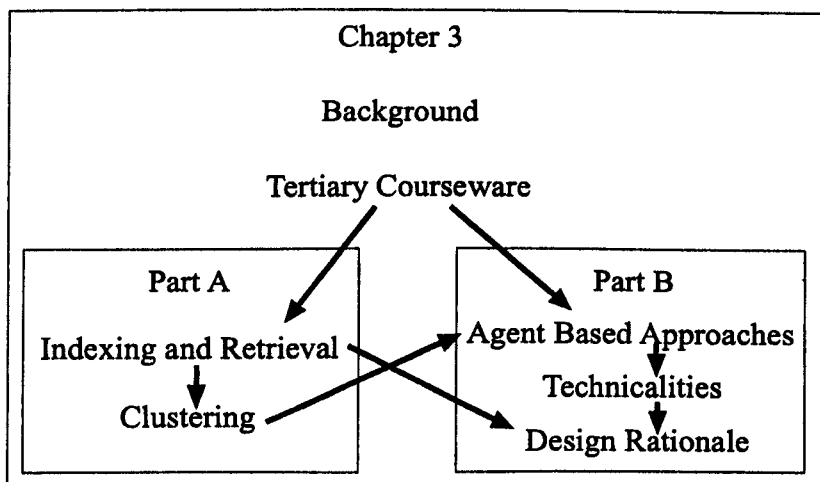 Chapter 3
Background
Tertiary Courseware
Part A
Indexing and Retrieval
Clustering
Part B
Agent Based Approaches
Technicalities
Design Rationale